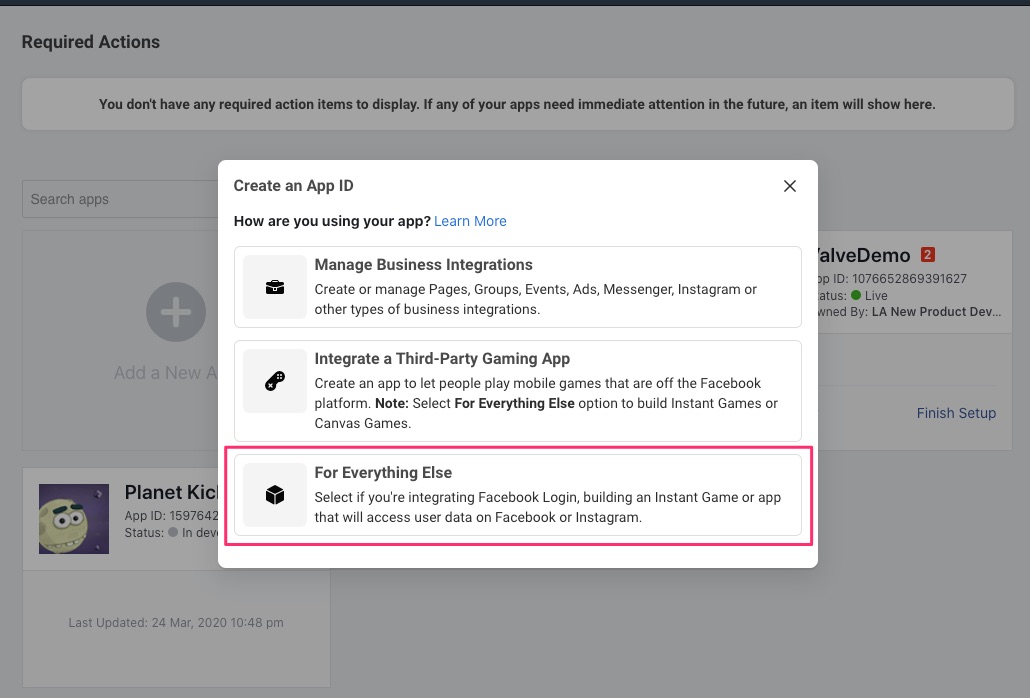 Required Actions
You don't have any required action items to display. If any of your apps need immediate attention in the future, an item will show here.
Search apps
Create an App ID
How are you using your app? Learn More
Manage Business Integrations
Create or manage Pages, Groups, Events, Ads, Messenger, Instagram or
other types of business integrations.
Integrate a Third-Party Gaming App
Create an app to let people play mobile games that are off the Facebook
platform. Note: Select For Everything Else option to build Instant Games or
Canvas Games.
For Everything Else
Select if you're integrating Facebook Login, building an Instant Game or app
that will access user data on Facebook or Instagram.
Add a New A
alveDemo 2
pp ID: 1076652869391627
tatus: Live
wned By: LA New Product Dev...
Finish Setup
Planet Kic
App ID: 1597642
Status: In deve
Last Updated: 24 Mar, 2020 10:48 pm